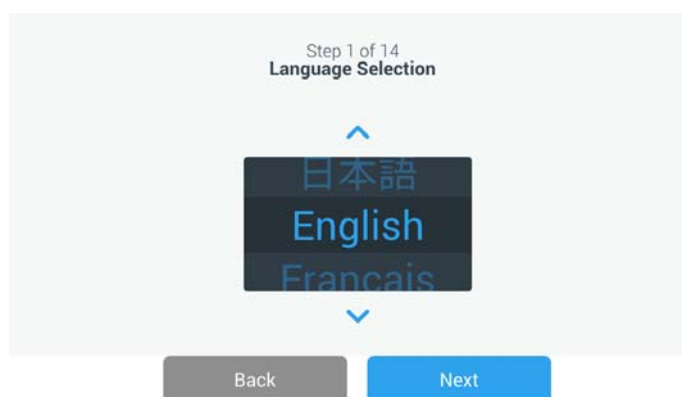 Step 1 of 14
Language Selection
日本語
English
Francais
Back Next